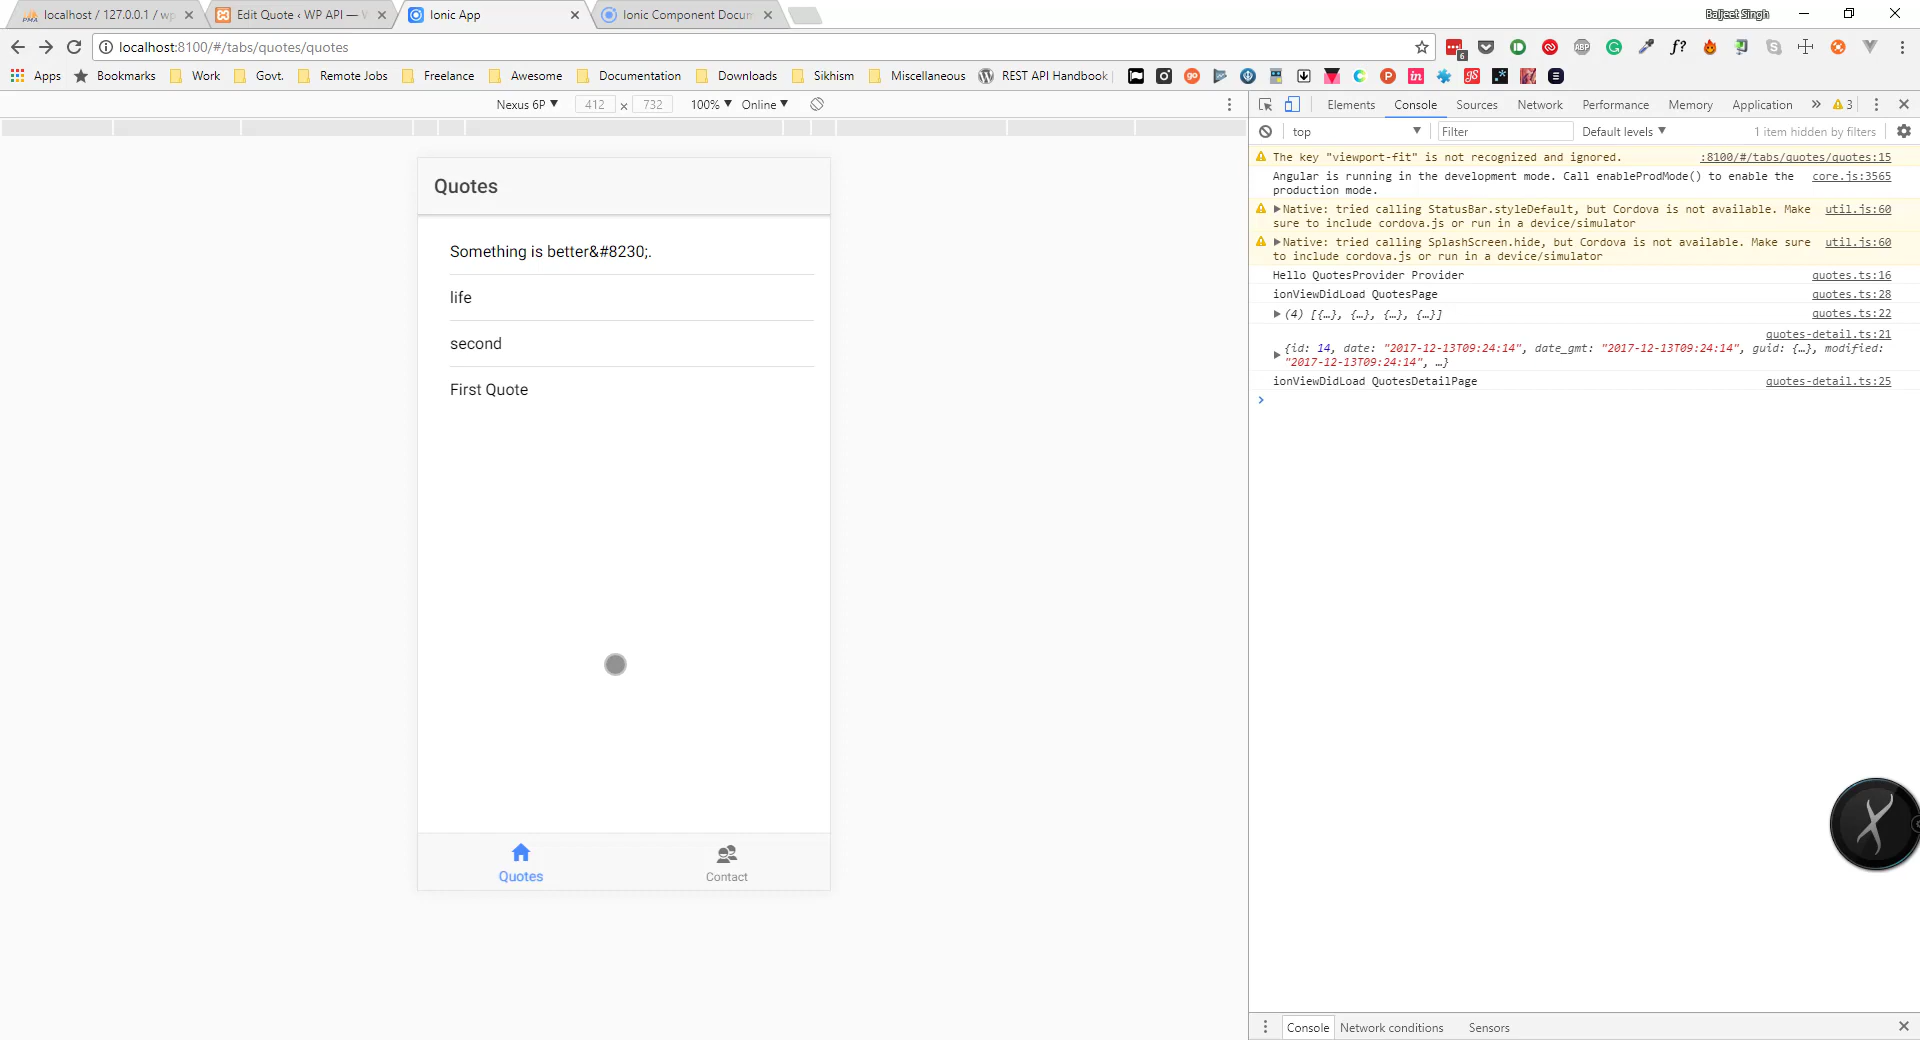 localhost / 127.0.0.1 / wp
Edit Quote ‹ WP API — W
Ionic App
Ionic Component Docum
Baljeet Singh
localhost:8100/#/tabs/quotes/quotes
6
ABP
f?
Apps
Bookmarks
Work
Govt.
Remote Jobs
Freelance
Awesome
Documentation
Downloads
Sikhism
Miscellaneous
REST API Handbook
Nexus 6P
412
x
732
100%
Online
Elements
Console
Sources
Network
Performance
Memory
Application
»
3
top
Filter
Default levels
1 item hidden by filters
The key "viewport-fit" is not recognized and ignored.
:8100/#/tabs/quotes/quotes:15
Angular is running in the development mode. Call enableProdMode() to enable the
production mode.
core.js:3565
Native: tried calling StatusBar.styleDefault, but Cordova is not available. Make
sure to include cordova.js or run in a device/simulator
util.js:60
Native: tried calling SplashScreen.hide, but Cordova is not available. Make sure
to include cordova.js or run in a device/simulator
util.js:60
Hello QuotesProvider Provider
quotes.ts:16
ionViewDidLoad QuotesPage
quotes.ts:28
(4) [{…}, {…}, {…}, {…}]
quotes.ts:22
quotes-detail.ts:21
{id: 14, date: "2017-12-13T09:24:14", date_gmt: "2017-12-13T09:24:14", guid: {…}, modified:
"2017-12-13T09:24:14", …}
ionViewDidLoad QuotesDetailPage
quotes-detail.ts:25
Quotes
Something is better&#8230;.
life
second
First Quote
Quotes
Contact
Console
Network conditions
Sensors